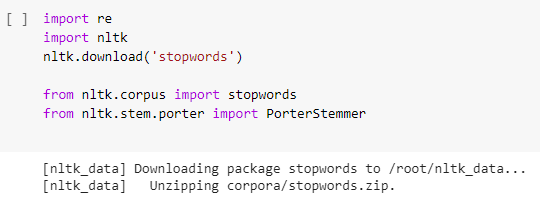 [ ] import re
import nltk
nltk.download('stopwords')
from nltk.corpus import stopwords
from nltk.stem.porter import PorterStemmer
[nltk_data] Downloading package stopwords to /root/nltk_data...
[nltk_data]   Unzipping corpora/stopwords.zip.